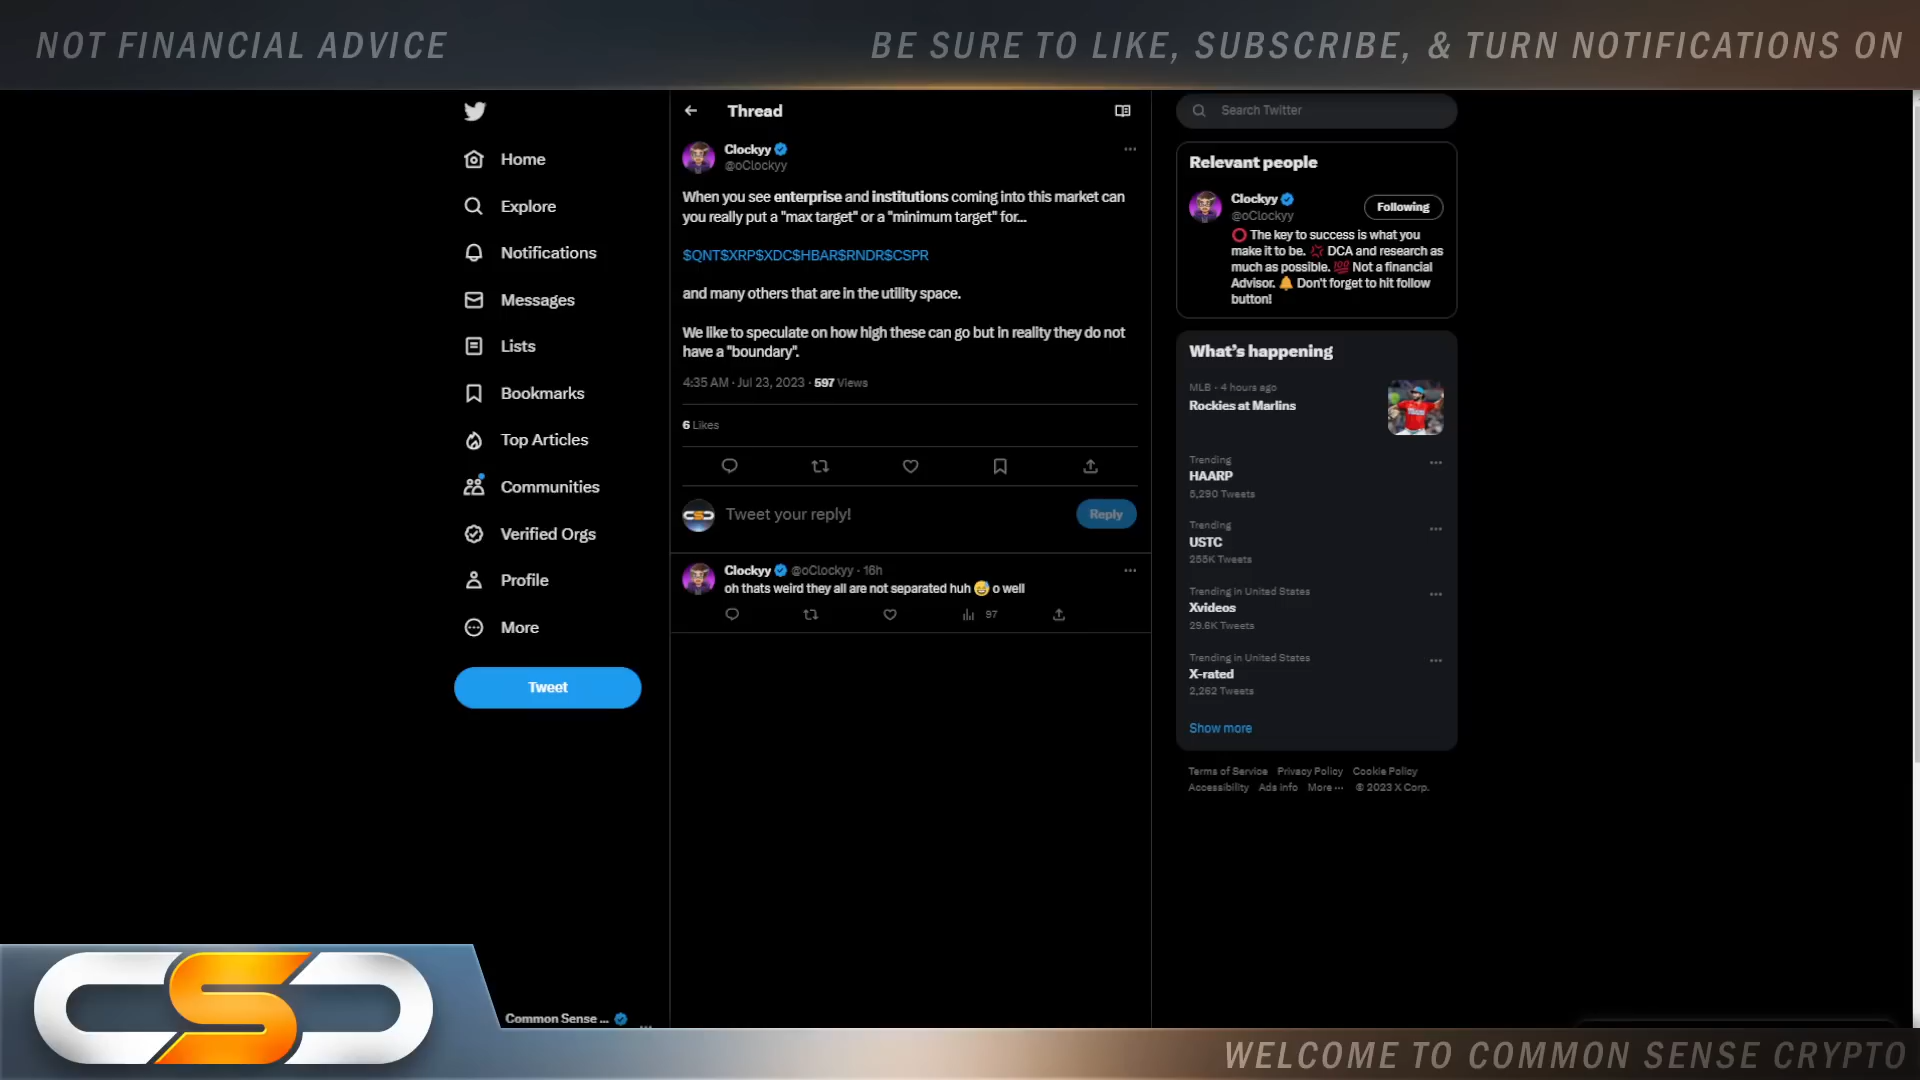 NOT FINANCIAL ADVICE
BE SURE TO LIKE, SUBSCRIBE, & TURN NOTIFICATIONS ON
Home
Explore
Notifications
Messages
Lists
Bookmarks
Top Articles
Communities
Verified Orgs
Profile
More
Tweet
Common Sense ...
Thread
Clockyy
@oClockyy
When you see enterprise and institutions coming into this market can
you really put a "max target" or a "minimum target" for...
$QNT$XRP$XDC$HBAR$RNDR$CSPR
and many others that are in the utility space.
We like to speculate on how high these can go but in reality they do not
have a "boundary".
4:35 AM · Jul 23, 2023 · 597 Views
6 Likes
Tweet your reply!
Reply
Clockyy @oClockyy · 16h
oh thats weird they all are not separated huh 😅 o well
97
Search Twitter
Relevant people
Clockyy
@oClockyy
Following
⭕ The key to success is what you
make it to be. 💢 DCA and research as
much as possible. 💯 Not a financial
Advisor. 🔔 Don't forget to hit follow
button!
What's happening
MLB · 4 hours ago
Rockies at Marlins
Trending
HAARP
5,290 Tweets
Trending
USTC
255K Tweets
Trending in United States
Xvideos
29.6K Tweets
Trending in United States
X-rated
2,262 Tweets
Show more
Terms of Service Privacy Policy Cookie Policy
Accessibility Ads info More ··· © 2023 X Corp.
CSC
WELCOME TO COMMON SENSE CRYPTO